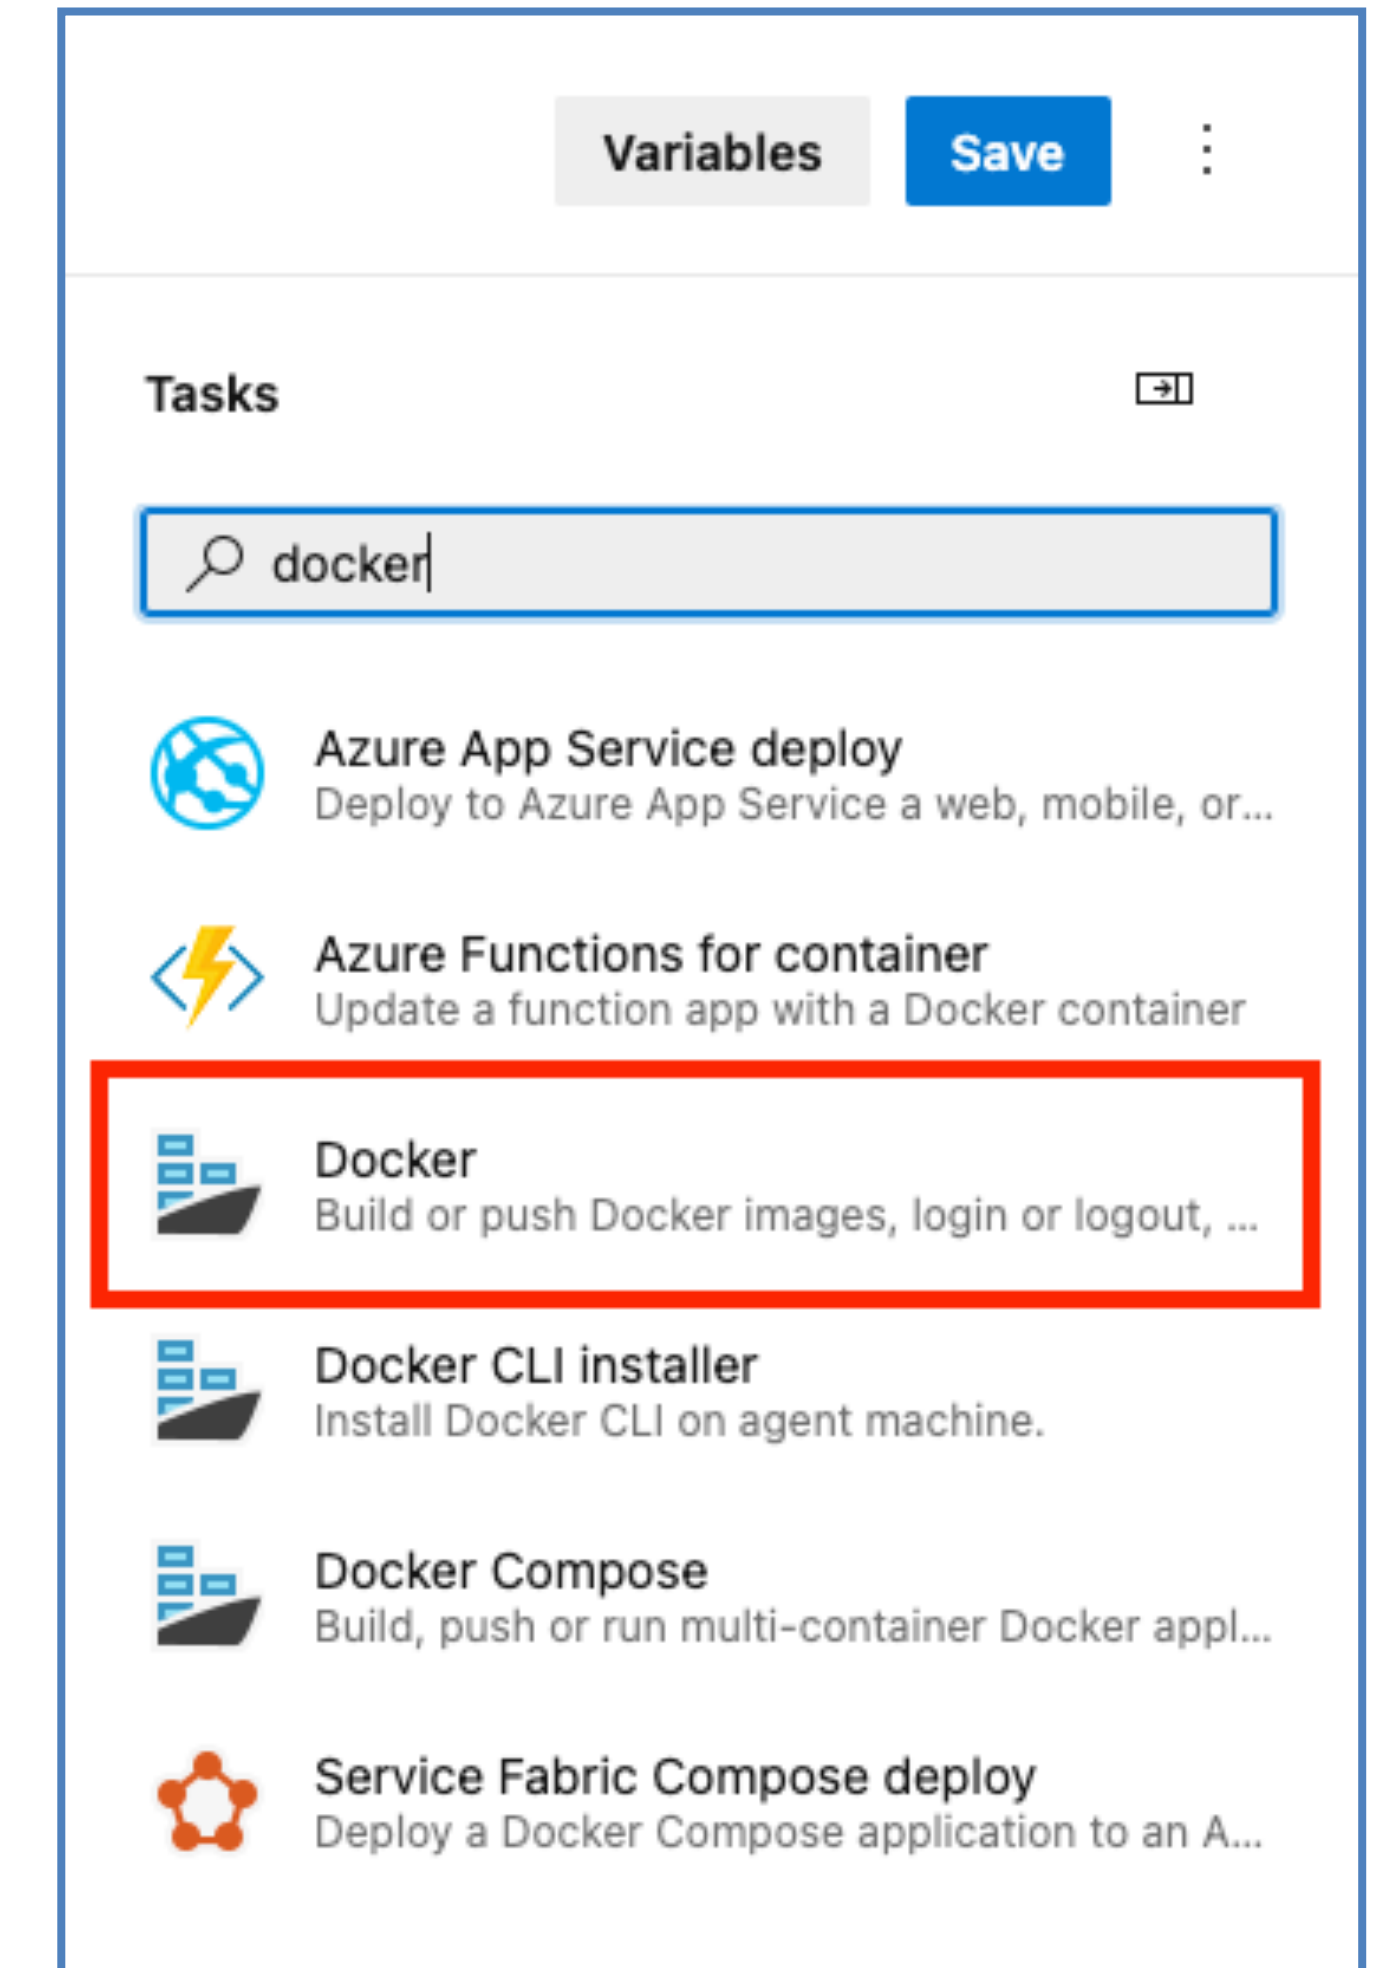 Variables Save
Tasks
docker
Azure App Service deploy
Deploy to Azure App Service a web, mobile, or...
Azure Functions for container
Update a function app with a Docker container
Docker
Build or push Docker images, login or logout, ...
Docker CLI installer
Install Docker CLI on agent machine.
Docker Compose
Build, push or run multi-container Docker appl...
Service Fabric Compose deploy
Deploy a Docker Compose application to an A...